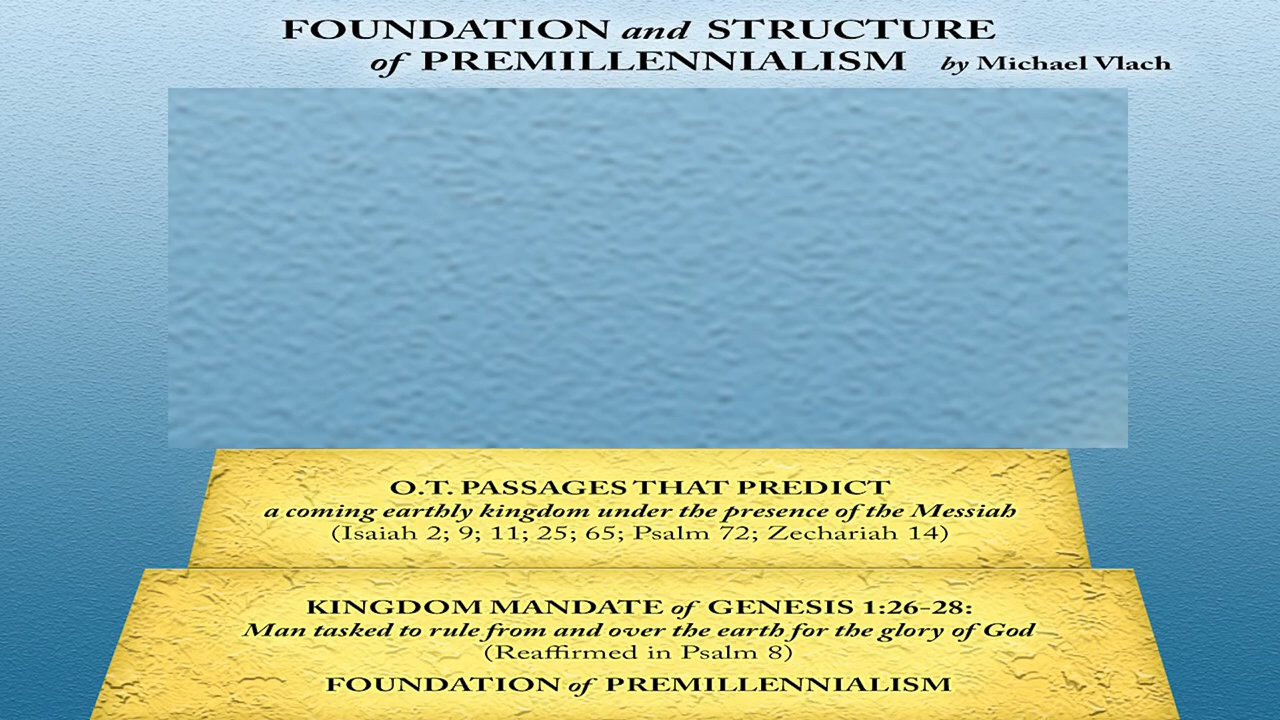 FOUNDATION and STRUCTURE
of PREMILLENNIALISM by Michael Vlach
O.T. PASSAGES THAT PREDICT
a coming earthly kingdom under the presence of the Messiah
(Isaiah 2; 9; 11; 25; 65; Psalm 72; Zechariah 14)
KINGDOM MANDATE of GENESIS 1:26-28:
Man tasked to rule from and over the earth for the glory of God
(Reaffirmed in Psalm 8)
FOUNDATION of PREMILLENNIALISM